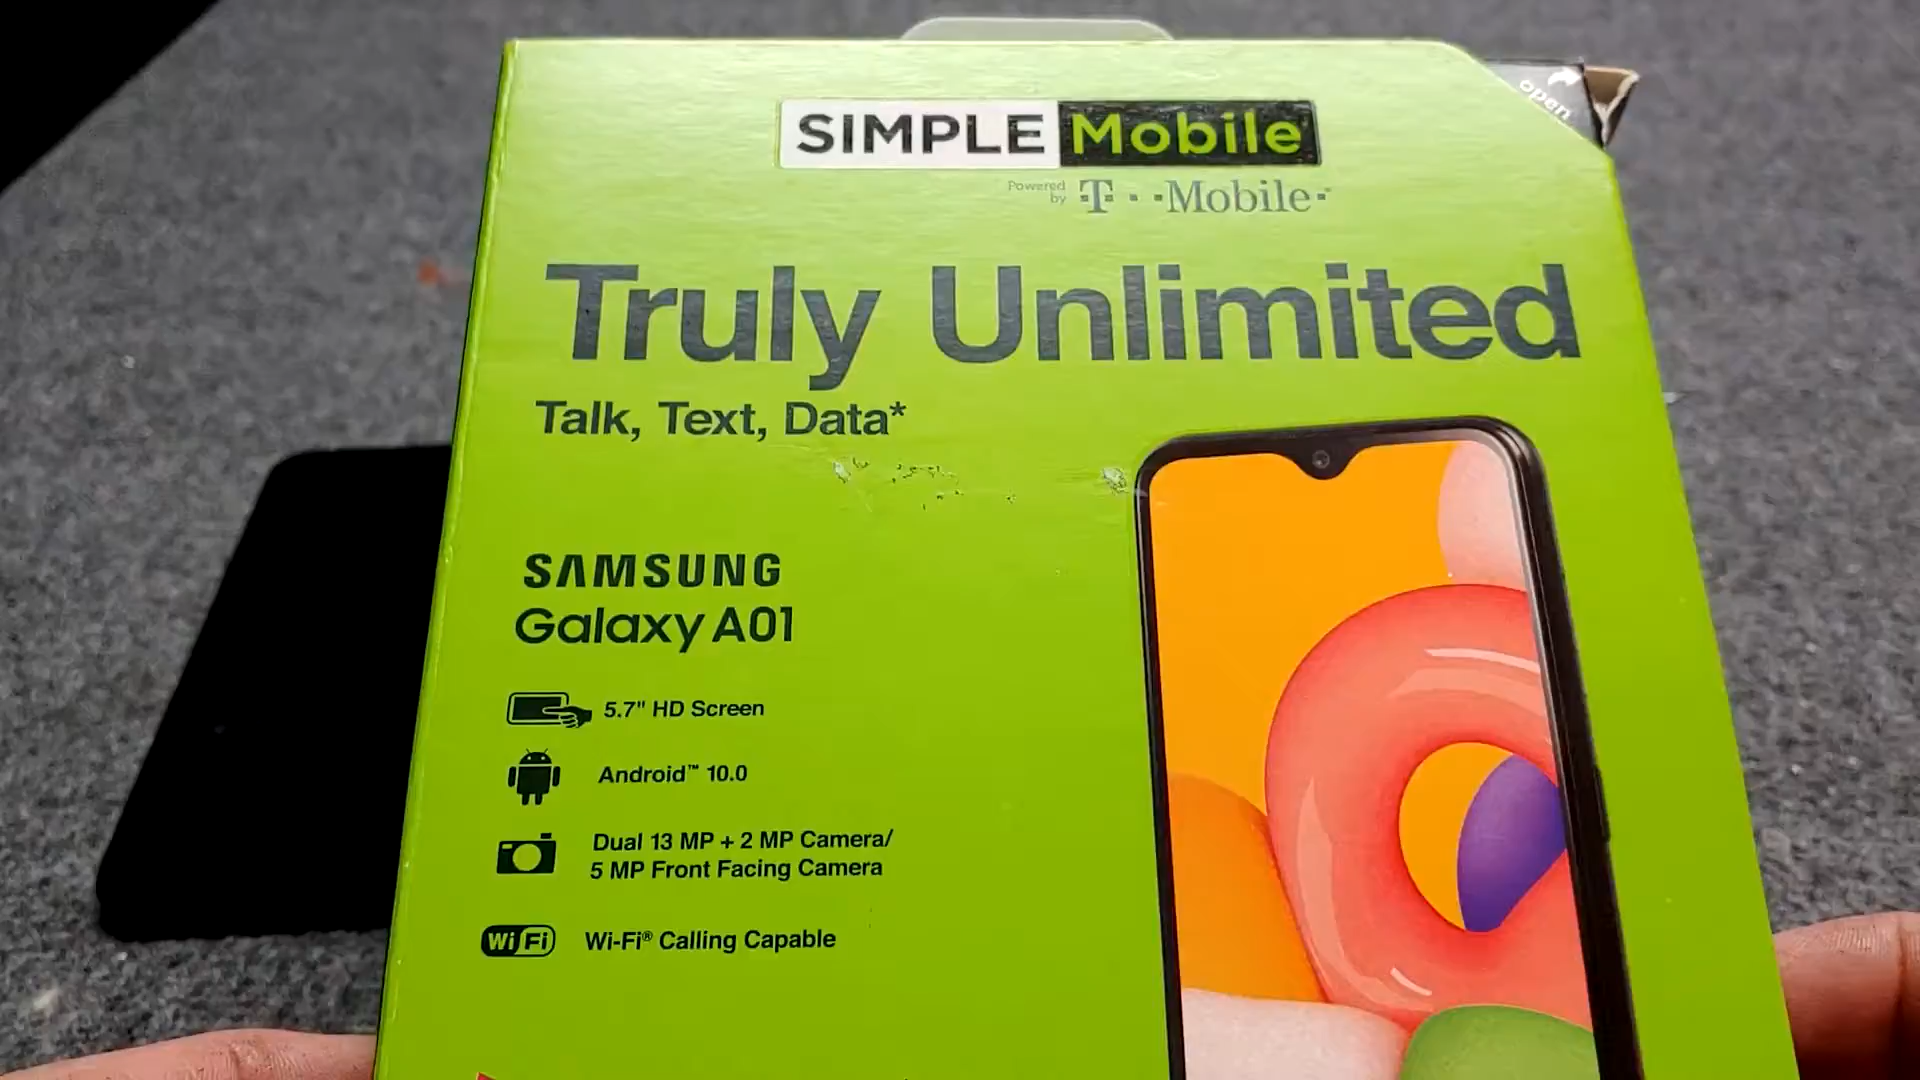 open
SIMPLE Mobile
Powered by T··Mobile·
Truly Unlimited
Talk, Text, Data*
SAMSUNG
Galaxy A01
5.7" HD Screen
Android™ 10.0
Dual 13 MP + 2 MP Camera/
5 MP Front Facing Camera
WiFi Wi-Fi® Calling Capable